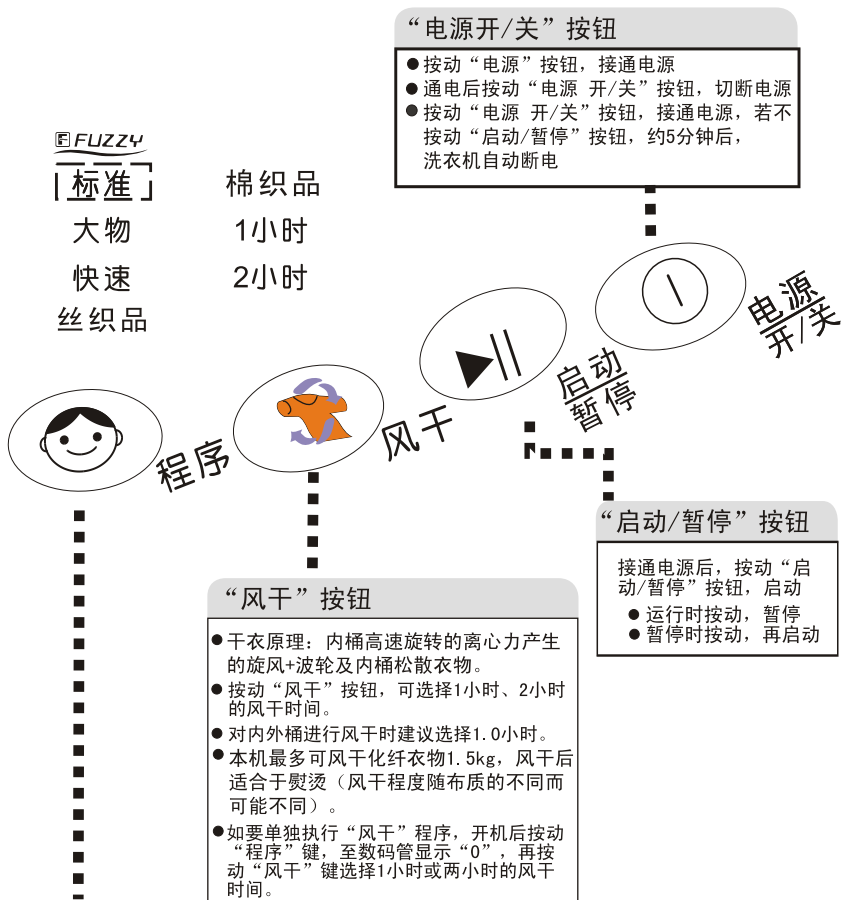 “电源开/关”按钮
●按动“电源”按钮，接通电源
●通电后按动“电源 开/关”按钮，切断电源
●按动“电源 开/关”按钮，接通电源，若不
按动“启动/暂停”按钮，约5分钟后，
洗衣机自动断电
F FUZZY
标准 棉织品
大物 1小时
快速 2小时
丝织品
程序
风干
启动
暂停
电源
开/关
“启动/暂停”按钮
接通电源后，按动“启
动/暂停”按钮，启动
●运行时按动，暂停
●暂停时按动，再启动
“风干”按钮
●干衣原理：内桶高速旋转的离心力产生
的旋风+波轮及内桶松散衣物。
●按动“风干”按钮，可选择1小时、2小时
的风干时间。
●对内外桶进行风干时建议选择1.0小时。
●本机最多可风干化纤衣物1.5kg，风干后
适合于熨烫（风干程度随布质的不同而
可能不同）。
●如要单独执行“风干”程序，开机后按动
“程序”键，至数码管显示“0”，再按
动“风干”键选择1小时或两小时的风干
时间。